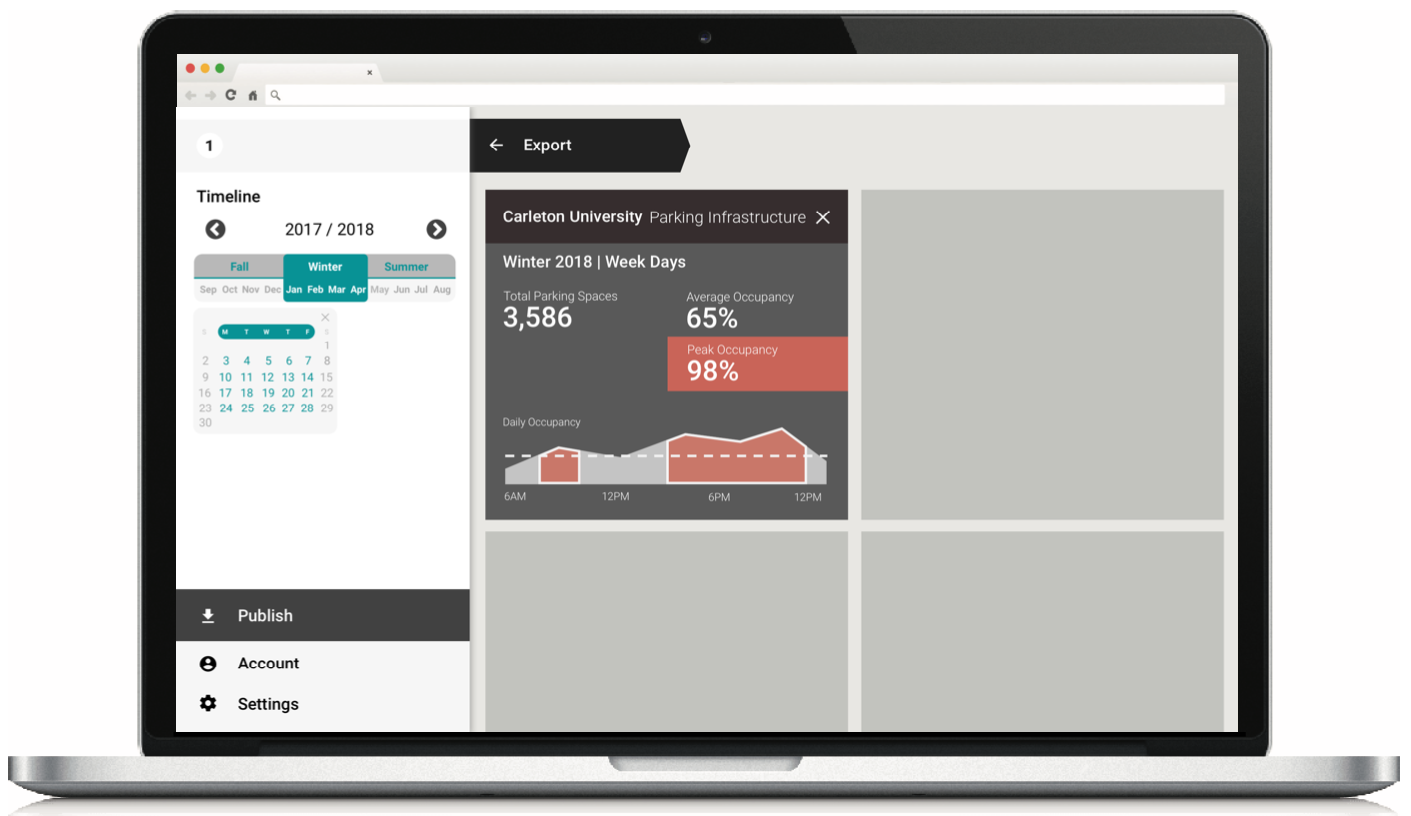 1
Timeline
2017 / 2018
Fall Winter Summer
Sep Oct Nov Dec Jan Feb Mar Apr May Jun Jul Aug
S M T W T F S
1
2 3 4 5 6 7 8
9 10 11 12 13 14 15
16 17 18 19 20 21 22
23 24 25 26 27 28 29
30
Publish
Account
Settings
Export
Carleton University Parking Infrastructure
Winter 2018 | Week Days
Total Parking Spaces
3,586
Average Occupancy
65%
Peak Occupancy
98%
Daily Occupancy
6AM 12PM 6PM 12PM